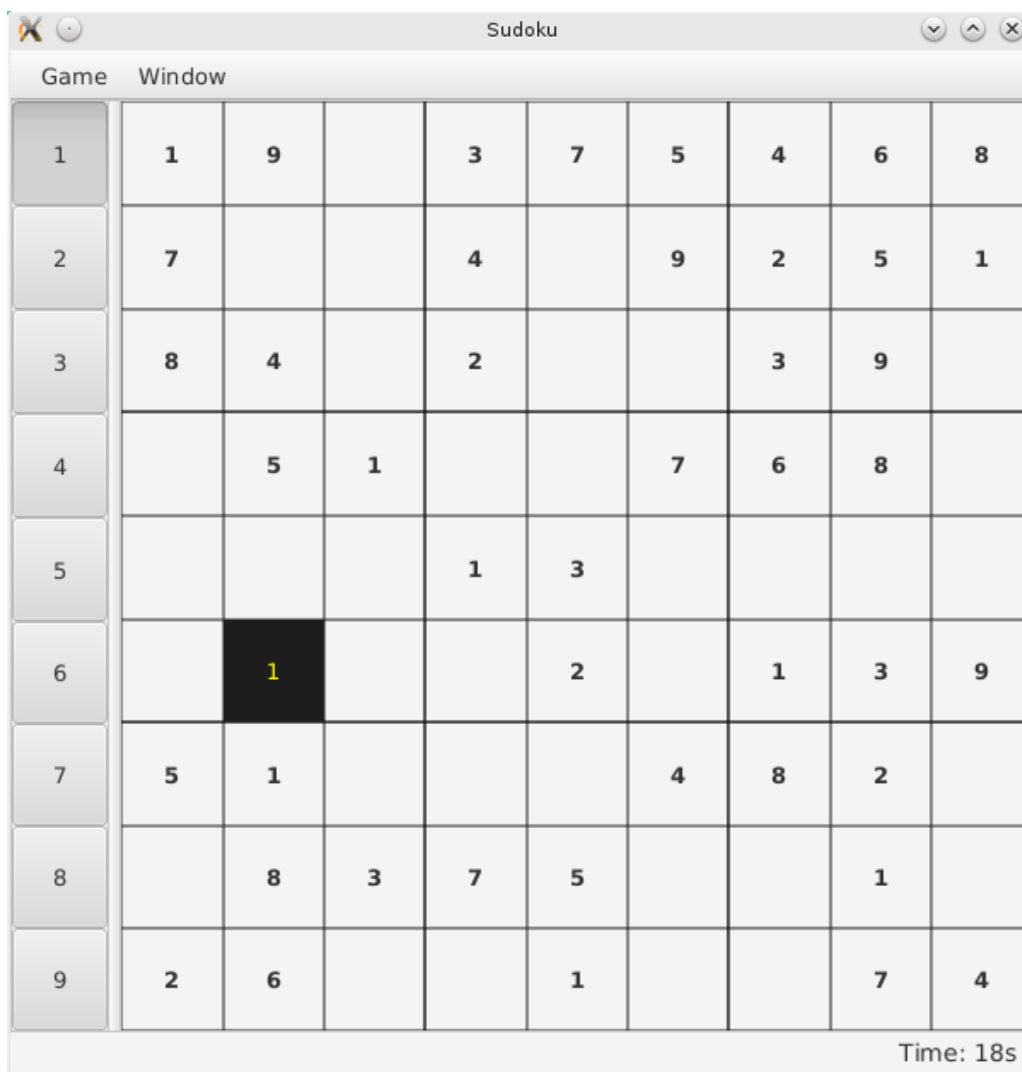 Sudoku
Game Window
1 1 9 3 7 5 4 6 8
2 7 4 9 2 5 1
3 8 4 2 3 9
4 5 1 7 6 8
5 1 3
6 1 2 1 3 9
7 5 1 4 8 2
8 8 3 7 5 1
9 2 6 1 7 4
Time: 18s